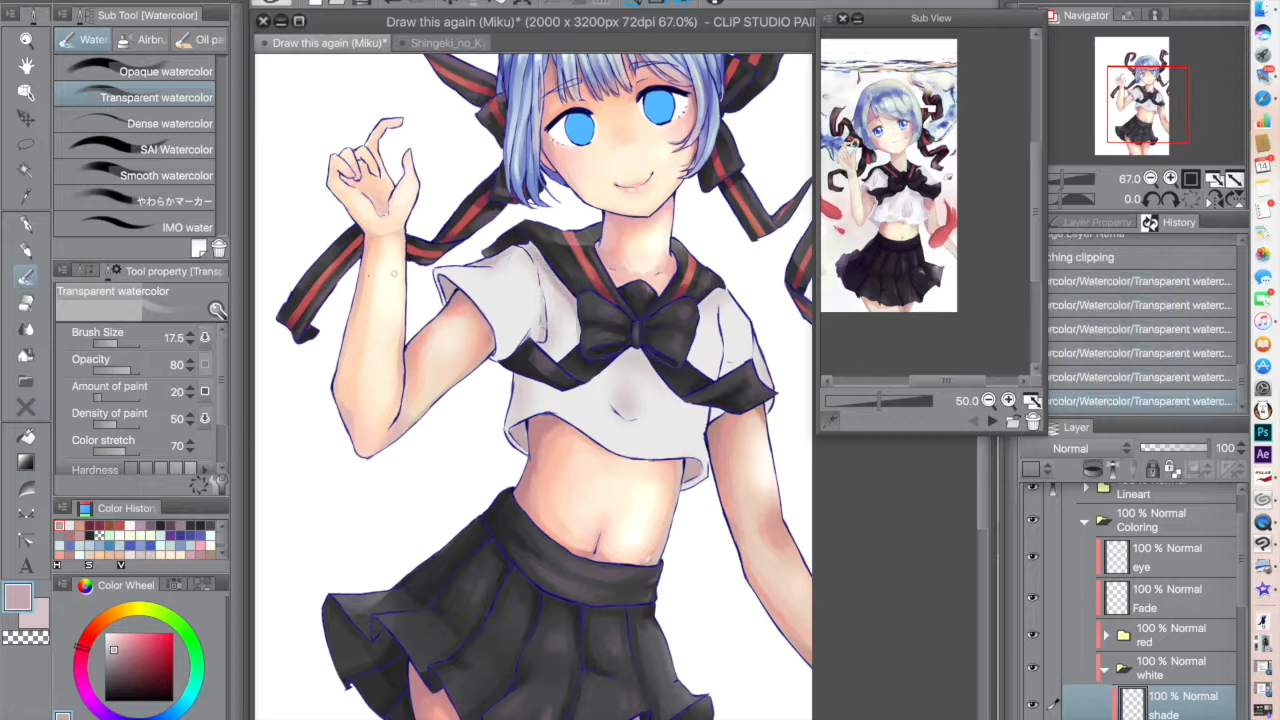 Sub Tool [Watercolor]
Draw this again (Miku)* (2000 x 3200px 72dpi 67.0%) - CLIP STUDIO PAI
Sub View
Navigator
Water
Airbru
Oil pa
Draw this again (Miku)*
Shingeki_no_Ky
Opaque watercolor
Transparent watercolor
Dense watercolor
SAI Watercolor
Smooth watercolor
やわらかマーカー
IMO water
67.0
0.0
Layer Property
History
ching clipping
rcolor/Watercolor/Transparent waterc...
rcolor/Watercolor/Transparent waterc...
rcolor/Watercolor/Transparent waterc...
rcolor/Watercolor/Transparent waterc...
rcolor/Watercolor/Transparent waterc...
rcolor/Watercolor/Transparent waterc...
Tool property [Transp
Transparent watercolor
Brush Size
17.5
Opacity
80
Amount of paint
20
Density of paint
50
Color stretch
70
Hardness
50.0
Layer
Normal
100
Lineart
100 % Normal
Coloring
100 % Normal
eye
100 % Normal
Fade
100 % Normal
red
100 % Normal
white
100 % Normal
shade
Color Histor
H
S
V
Color Wheel
Ps
Ae